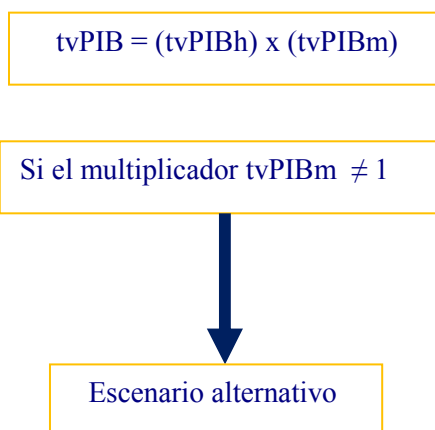 tvPIB = (tvPIBh) x (tvPIBm)
Si el multiplicador tvPIBm ≠ 1
Escenario alternativo